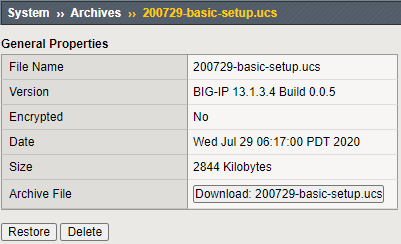 System ›› Archives ›› 200729-basic-setup.ucs
General Properties
File Name 200729-basic-setup.ucs
Version BIG-IP 13.1.3.4 Build 0.0.5
Encrypted No
Date Wed Jul 29 06:17:00 PDT 2020
Size 2844 Kilobytes
Archive File Download: 200729-basic-setup.ucs
Restore Delete